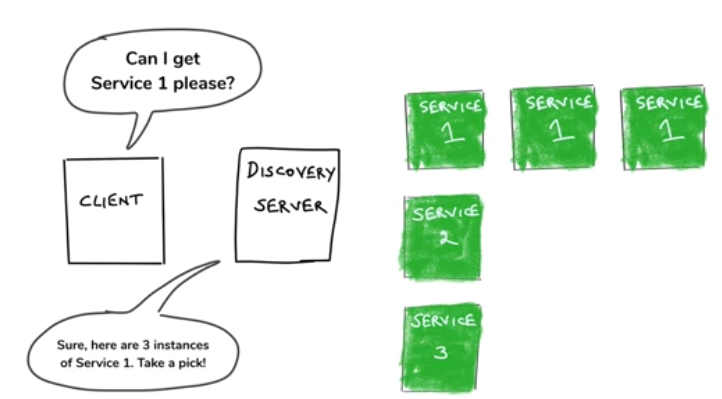 Can I get
Service 1 please?
CLIENT
DISCOVERY
SERVER
Sure, here are 3 instances
of Service 1. Take a pick!
SERVICE
1
SERVICE
1
SERVICE
1
SERVICE
2
SERVICE
3